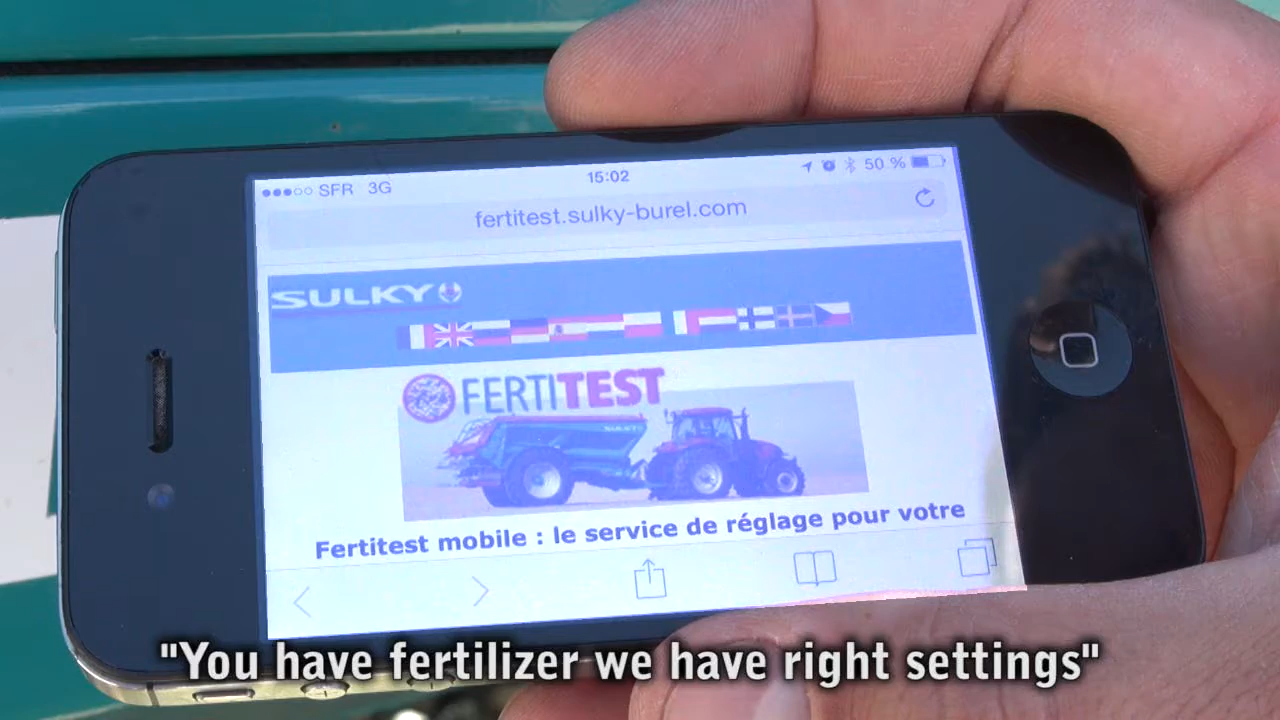 SFR 3G 15:02 50 %
fertitest.sulky-burel.com
SULKY
FERTITEST
SULKY
Fertitest mobile : le service de réglage pour votre
"You have fertilizer we have right settings"